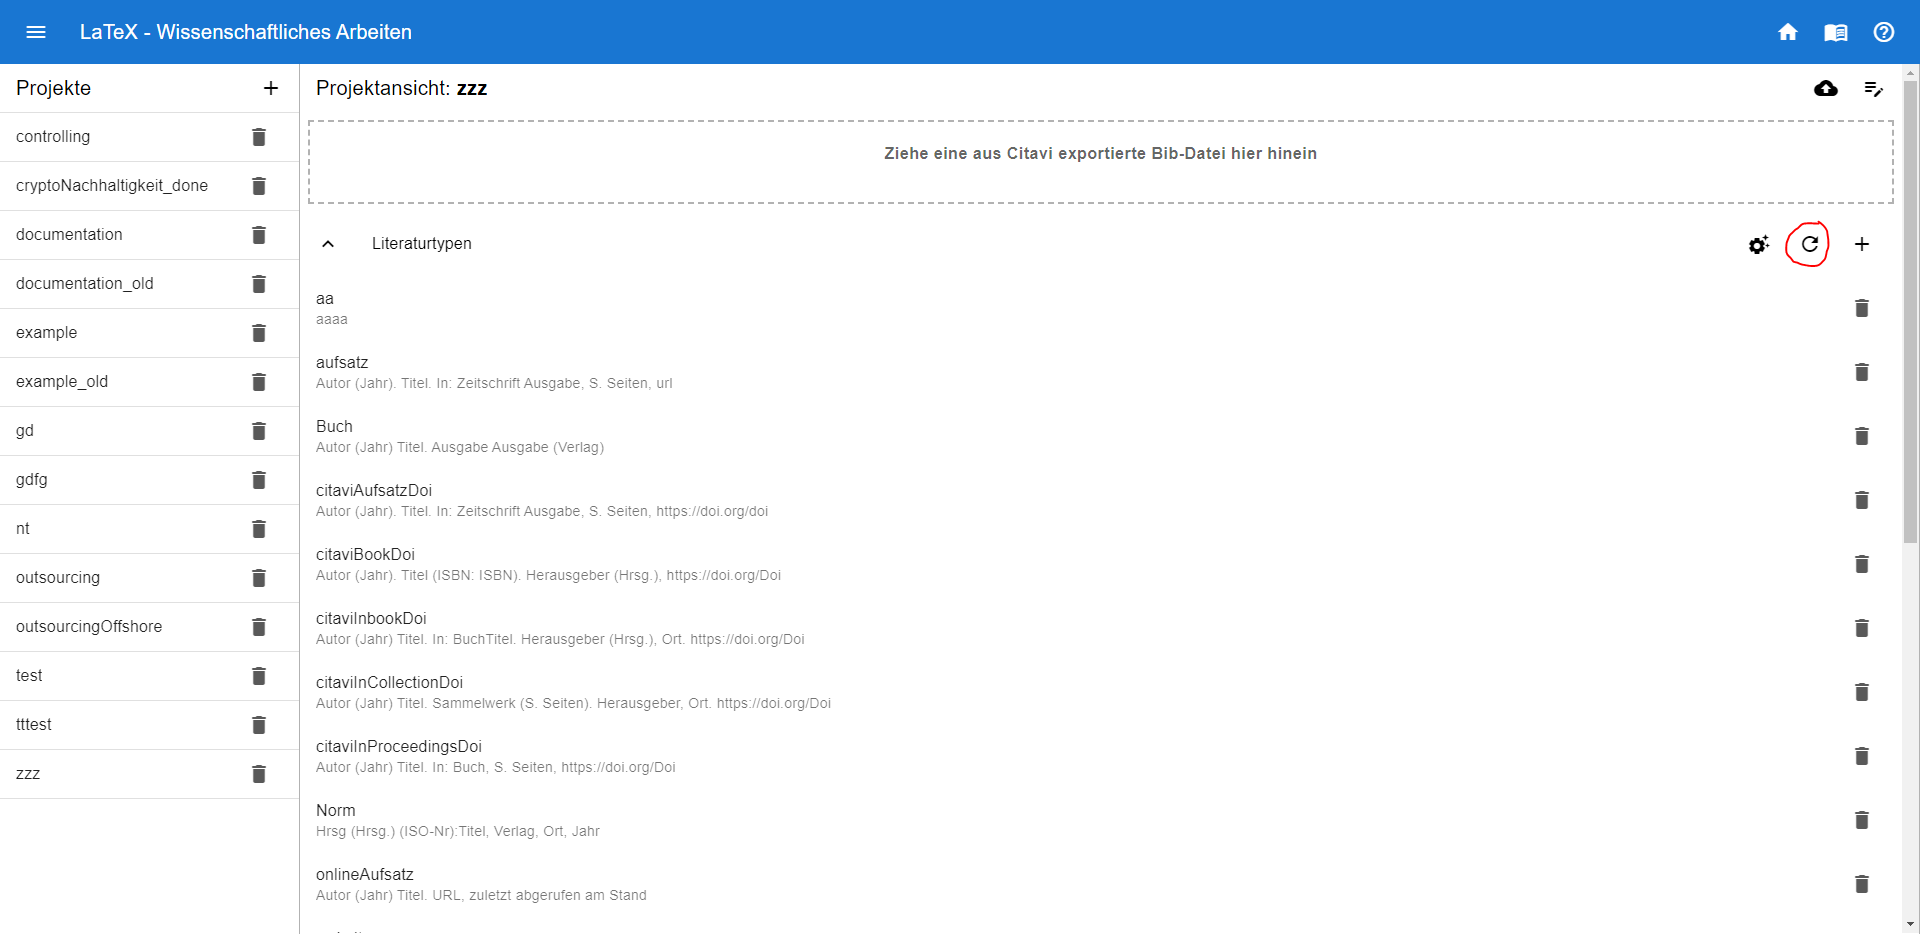 LaTeX - Wissenschaftliches Arbeiten
Projekte
controlling
cryptoNachhaltigkeit_done
documentation
documentation_old
example
example_old
gd
gdfg
nt
outsourcing
outsourcingOffshore
test
tttest
zzz
Projektansicht: zzz
Ziehe eine aus Citavi exportierte Bib-Datei hier hinein
Literaturtypen
aa
aaaa
aufsatz
Autor (Jahr). Titel. In: Zeitschrift Ausgabe, S. Seiten, url
Buch
Autor (Jahr) Titel. Ausgabe Ausgabe (Verlag)
citaviAufsatzDoi
Autor (Jahr). Titel. In: Zeitschrift Ausgabe, S. Seiten, https://doi.org/doi
citaviBookDoi
Autor (Jahr). Titel (ISBN: ISBN). Herausgeber (Hrsg.), https://doi.org/Doi
citaviInbookDoi
Autor (Jahr) Titel. In: BuchTitel. Herausgeber (Hrsg.), Ort. https://doi.org/Doi
citaviInCollectionDoi
Autor (Jahr) Titel. Sammelwerk (S. Seiten). Herausgeber, Ort. https://doi.org/Doi
citaviInProceedingsDoi
Autor (Jahr) Titel. In: Buch, S. Seiten, https://doi.org/Doi
Norm
Hrsg (Hrsg.) (ISO-Nr):Titel, Verlag, Ort, Jahr
onlineAufsatz
Autor (Jahr) Titel. URL, zuletzt abgerufen am Stand